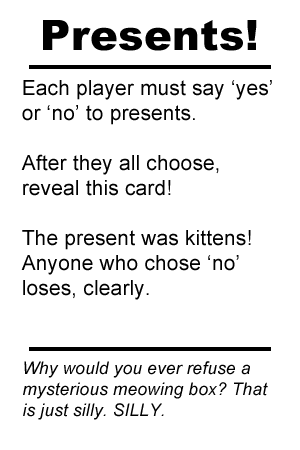 Presents!
Each player must say ‘yes’
or ‘no’ to presents.
After they all choose,
reveal this card!
The present was kittens!
Anyone who chose ‘no’
loses, clearly.
Why would you ever refuse a
mysterious meowing box? That
is just silly. SILLY.